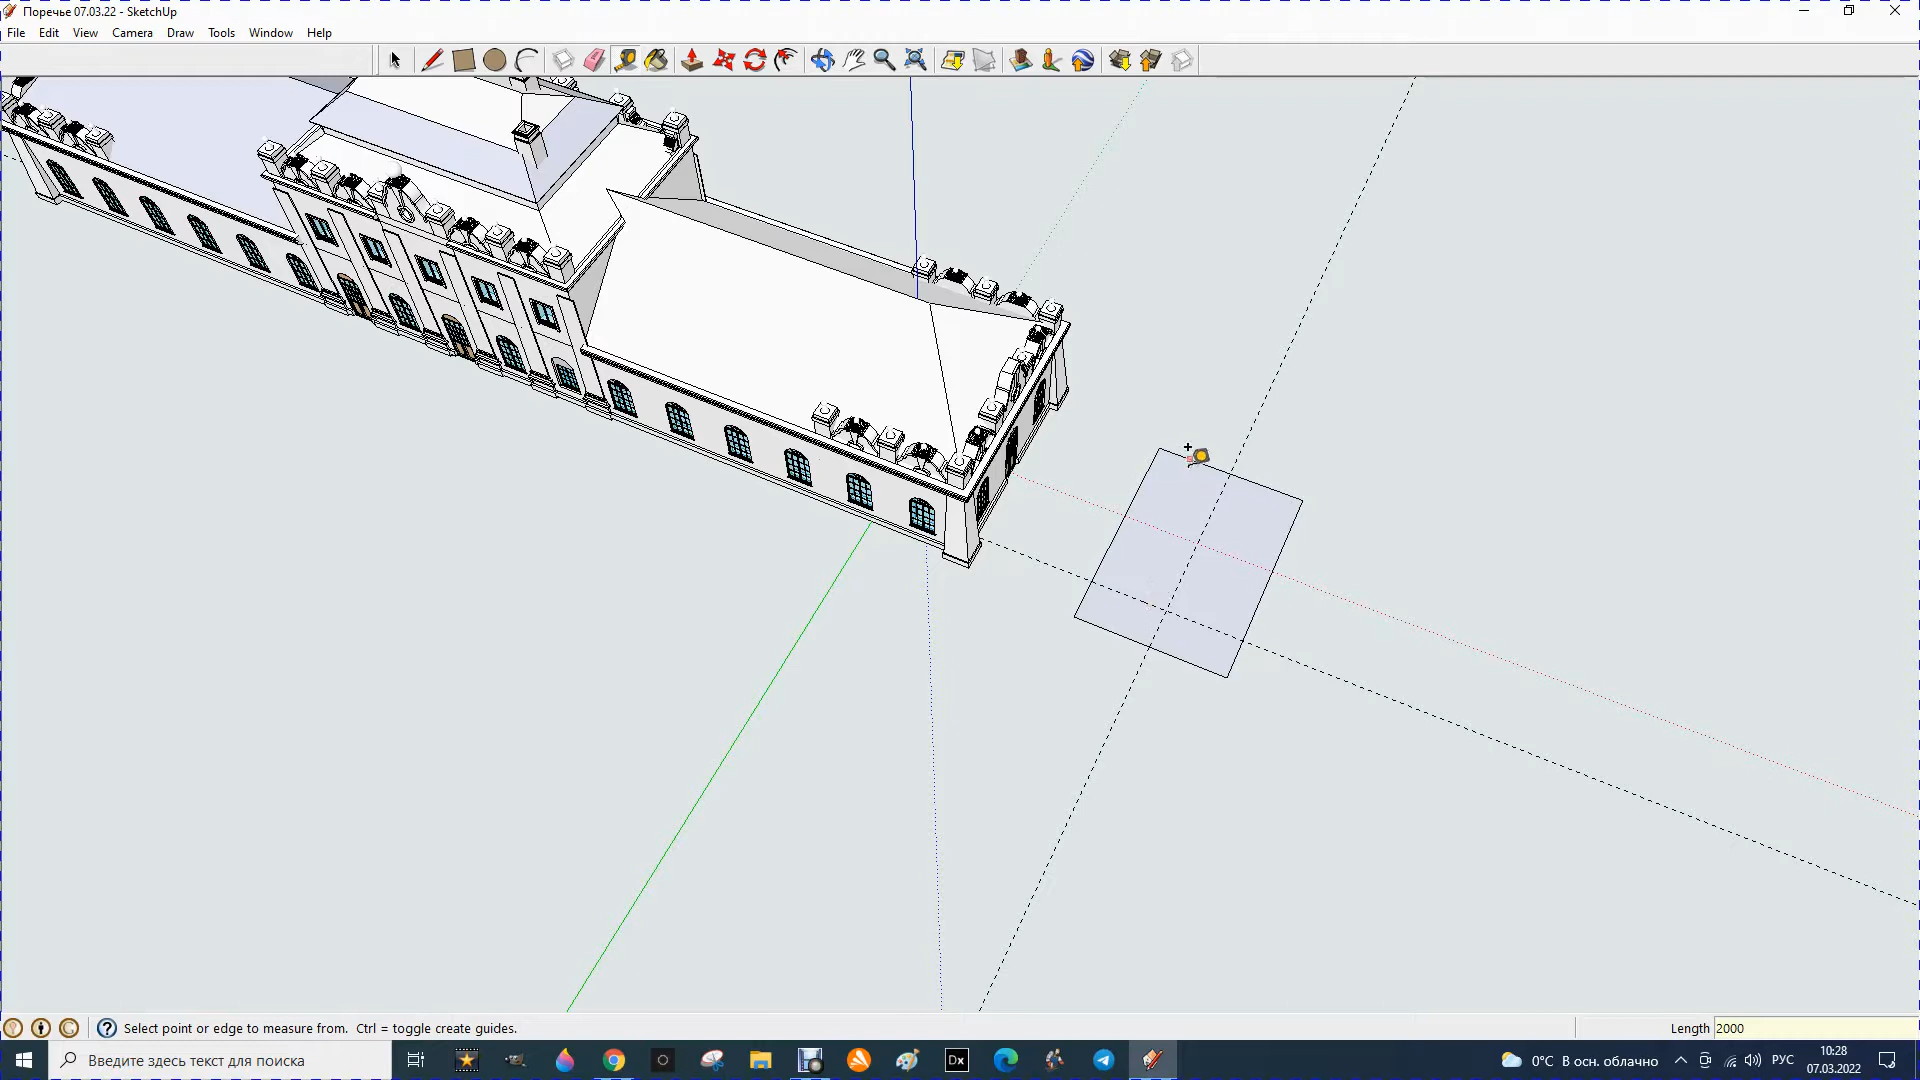 Поречье 07.03.22 - SketchUp
File Edit View Camera Draw Tools Window Help
Select point or edge to measure from. Ctrl = toggle create guides.
Length 2000
Введите здесь текст для поиска
Dx
0°C В осн. облачно
РУС
10:28
07.03.2022